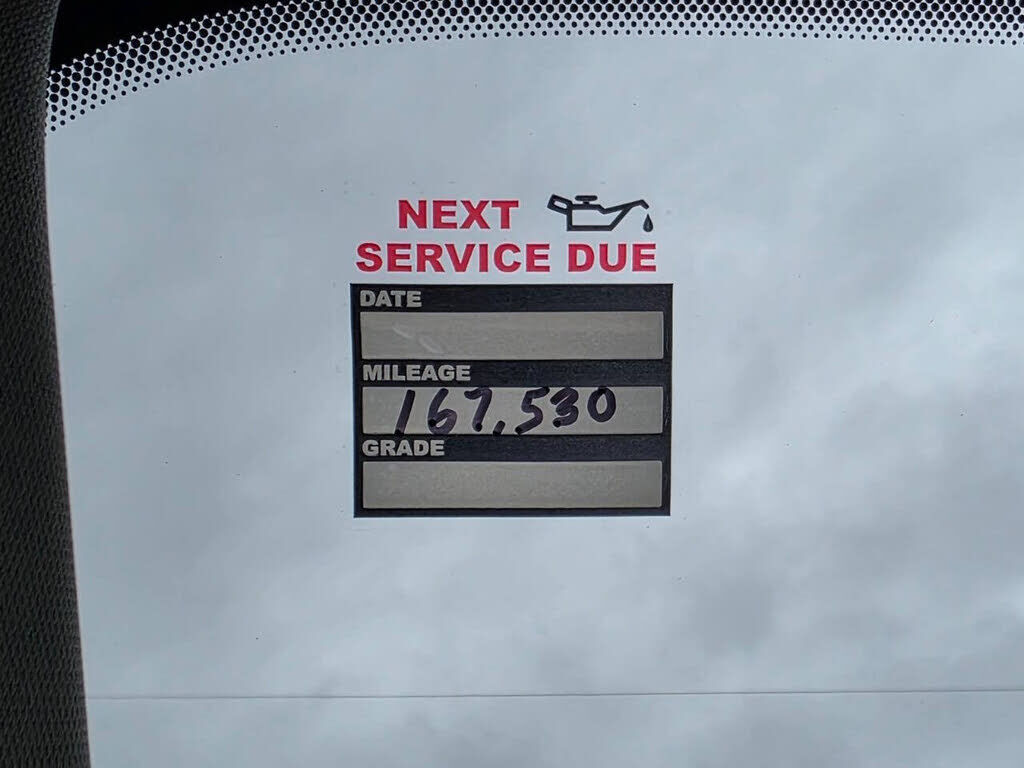 NEXT
SERVICE DUE
DATE
MILEAGE
167,530
GRADE